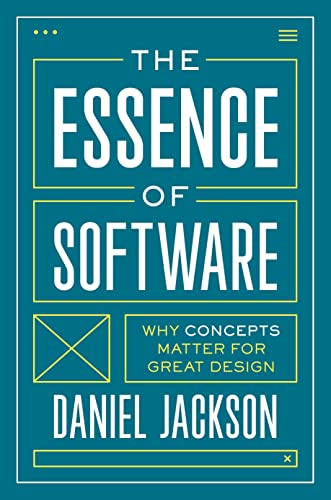 THE
ESSENCE
OF
SOFTWARE
WHY CONCEPTS
MATTER FOR
GREAT DESIGN
DANIEL JACKSON